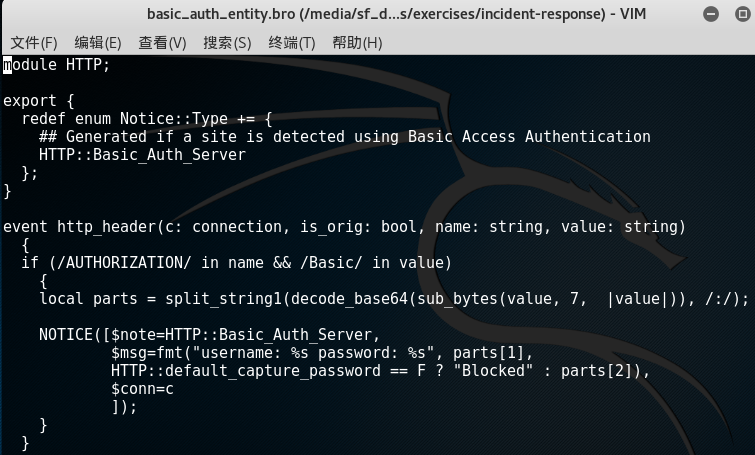 basic_auth_entity.bro (/media/sf_d...s/exercises/incident-response) - VIM
文件(F) 编辑(E) 查看(V) 搜索(S) 终端(T) 帮助(H)
module HTTP;

export {
  redef enum Notice::Type += {
    ## Generated if a site is detected using Basic Access Authentication
    HTTP::Basic_Auth_Server
  };
}

event http_header(c: connection, is_orig: bool, name: string, value: string)
  {
  if (/AUTHORIZATION/ in name && /Basic/ in value)
    {
    local parts = split_string1(decode_base64(sub_bytes(value, 7,  |value|)), /:/);

    NOTICE([$note=HTTP::Basic_Auth_Server,
            $msg=fmt("username: %s password: %s", parts[1],
            HTTP::default_capture_password == F ? "Blocked" : parts[2]),
            $conn=c
            ]);
    }
  }